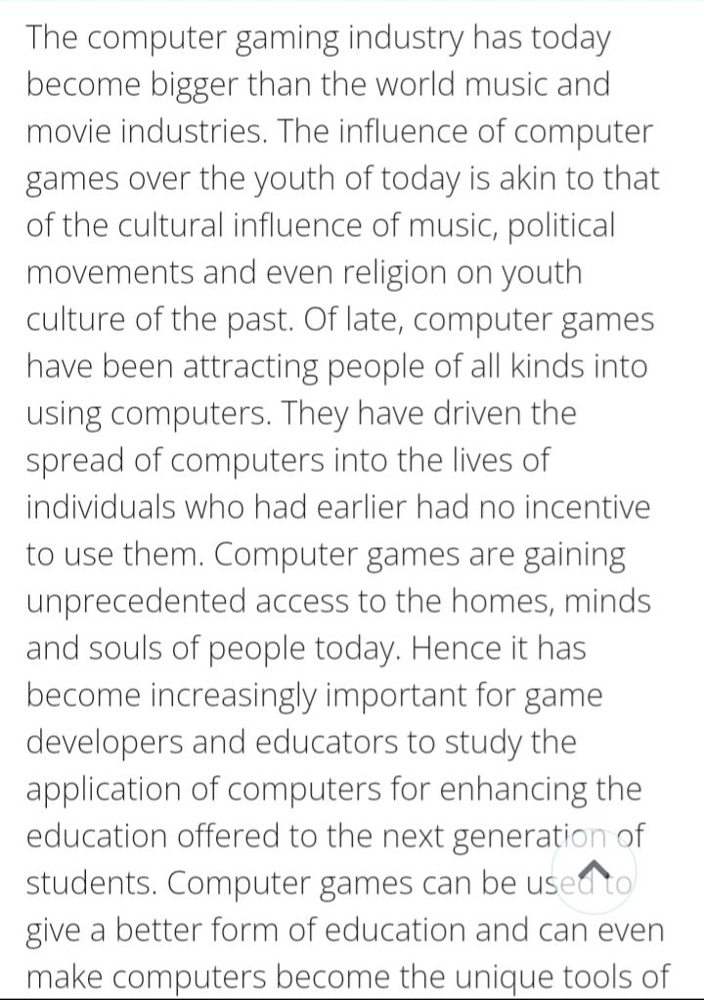 The computer gaming industry has today
become bigger than the world music and
movie industries. The influence of computer
games over the youth of today is akin to that
of the cultural influence of music, political
movements and even religion on youth
culture of the past. Of late, computer games
have been attracting people of all kinds into
using computers. They have driven the
spread of computers into the lives of
individuals who had earlier had no incentive
to use them. Computer games are gaining
unprecedented access to the homes, minds
and souls of people today. Hence it has
become increasingly important for game
developers and educators to study the
application of computers for enhancing the
education offered to the next generation of
students. Computer games can be used to
give a better form of education and can even
make computers become the unique tools of